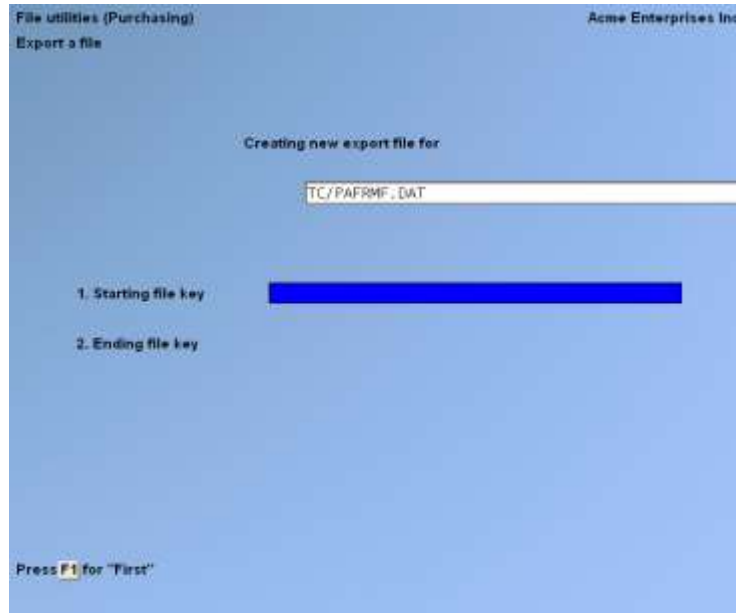 File utilities (Purchasing) Acme Enterprises Inc
Export a file
Creating new export file for
TC/PAFRMF.DAT
1. Starting file key
2. Ending file key
Press F1 for "First"